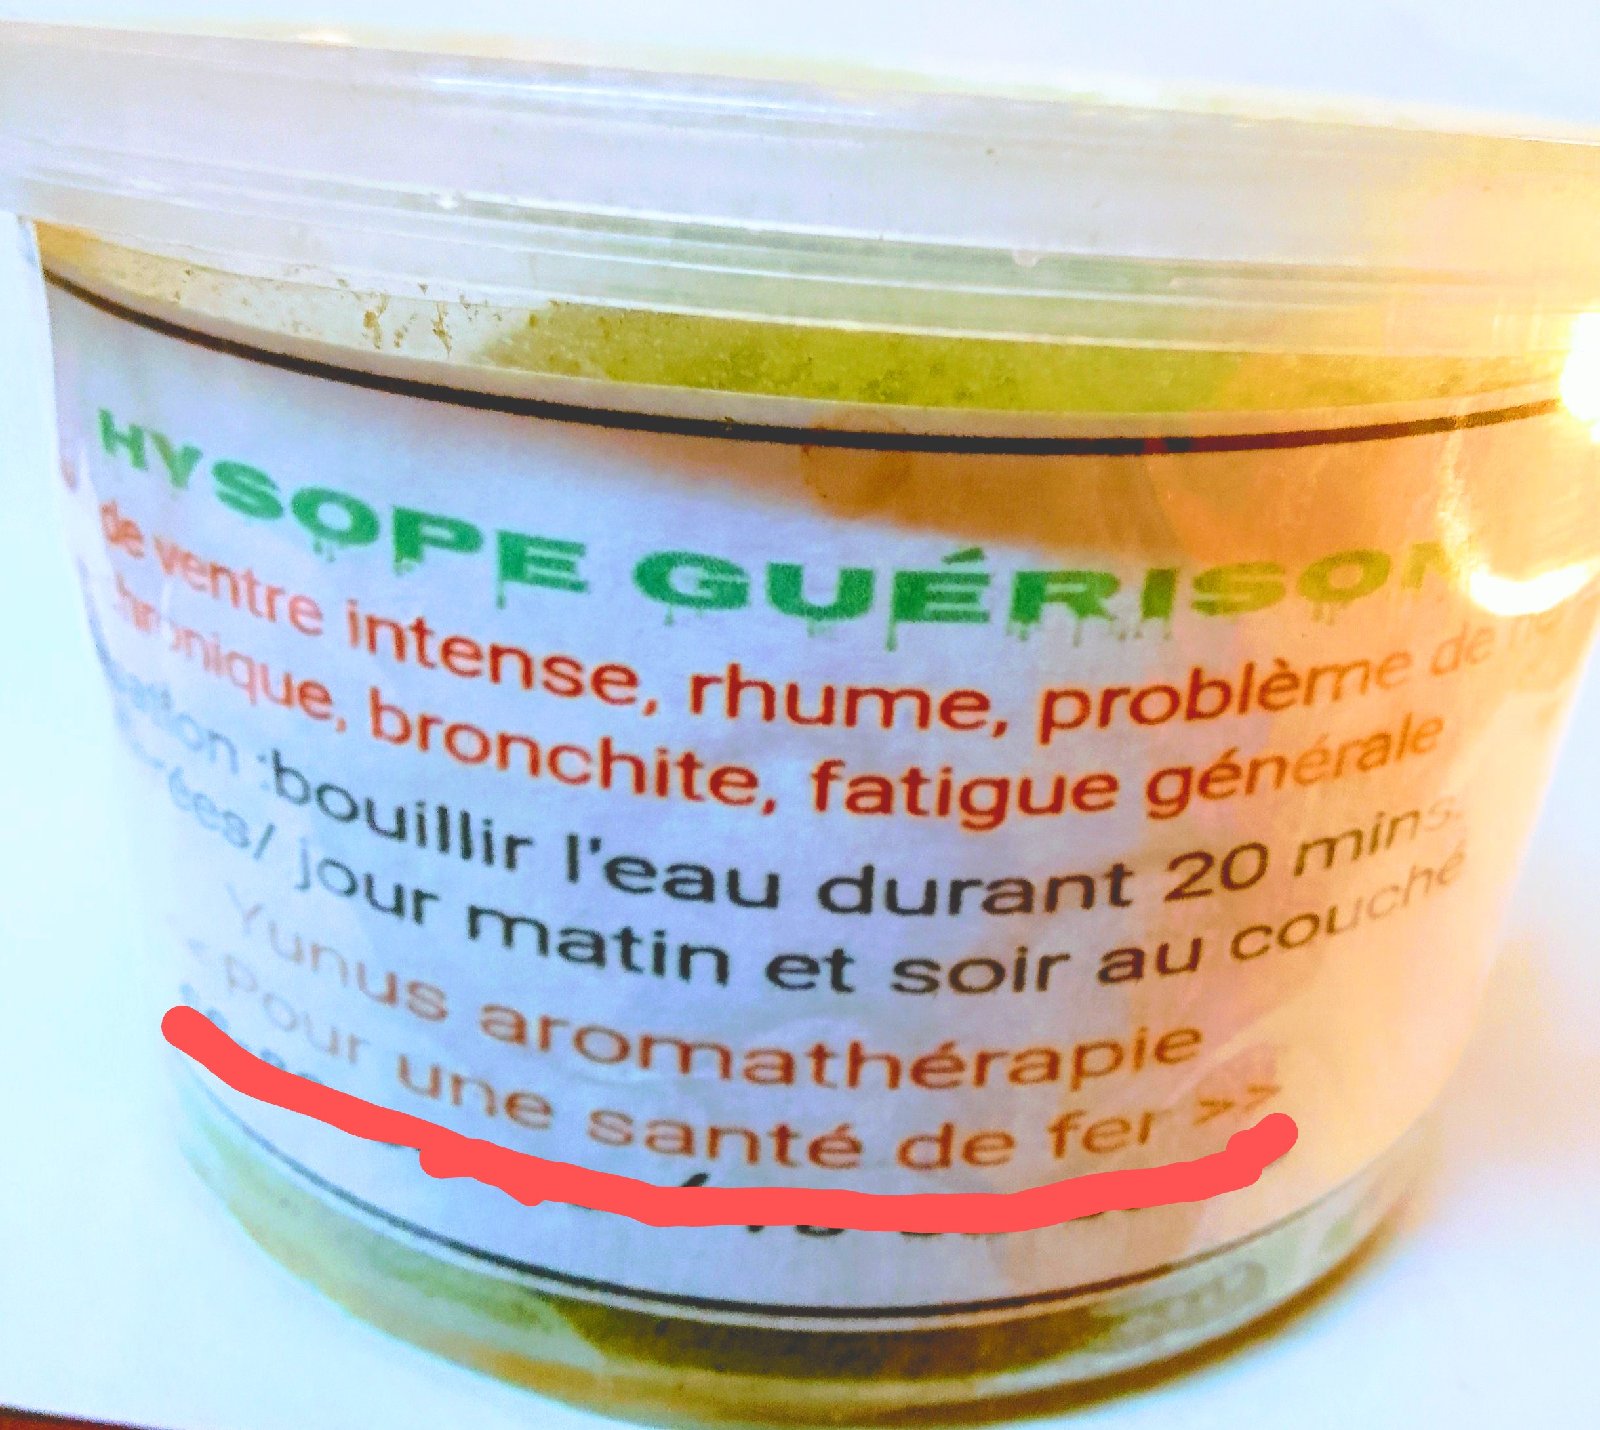 HYSOPE GUÉRISON
de ventre intense, rhume, problème de
chronique, bronchite, fatigue générale
:bouillir l'eau durant 20 mins.
jour matin et soir au couché
Yunus aromathérapie
< Pour une santé de fer >>